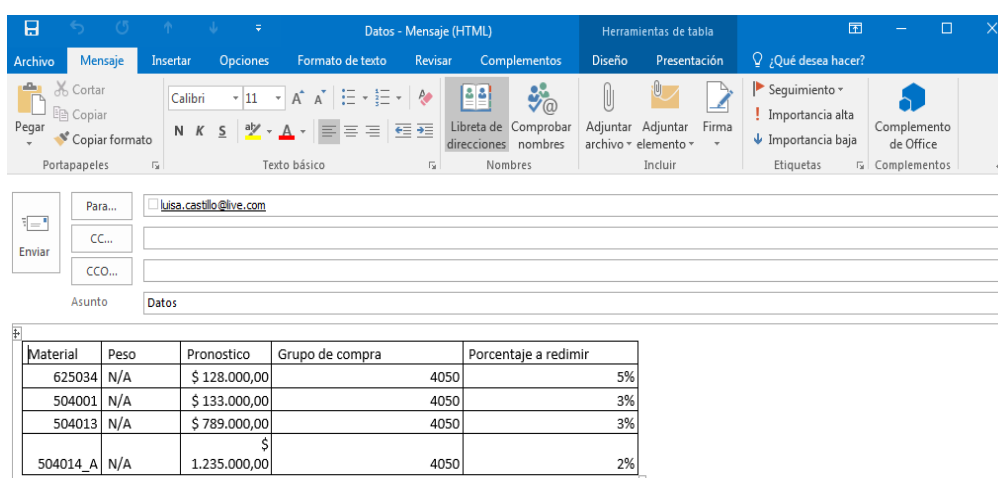 Datos - Mensaje (HTML)
Herramientas de tabla
Archivo Mensaje Insertar Opciones Formato de texto Revisar Complementos Diseño Presentación ¿Qué desea hacer?
Pegar
Cortar
Copiar
Copiar formato
Portapapeles
Calibri 11
N K S
Texto básico
Libreta de direcciones
Comprobar nombres
Nombres
Adjuntar archivo
Adjuntar elemento
Firma
Incluir
Seguimiento
Importancia alta
Importancia baja
Etiquetas
Complemento de Office
Complementos
Enviar
Para... luisa.castillo@live.com
CC...
CCO...
Asunto Datos
Material Peso Pronostico Grupo de compra Porcentaje a redimir
625034 N/A $ 128.000,00 4050 5%
504001 N/A $ 133.000,00 4050 3%
504013 N/A $ 789.000,00 4050 3%
504014_A N/A $ 1.235.000,00 4050 2%